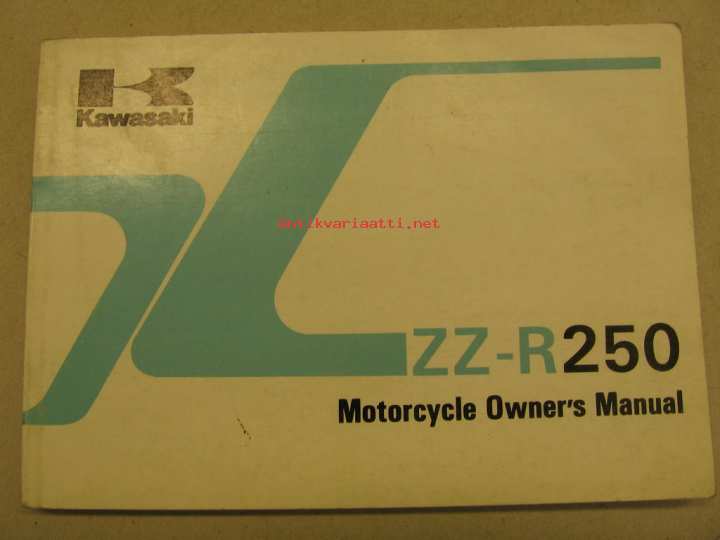 Kawasaki
antikvariaatti.net
ZZ-R250
Motorcycle Owner's Manual